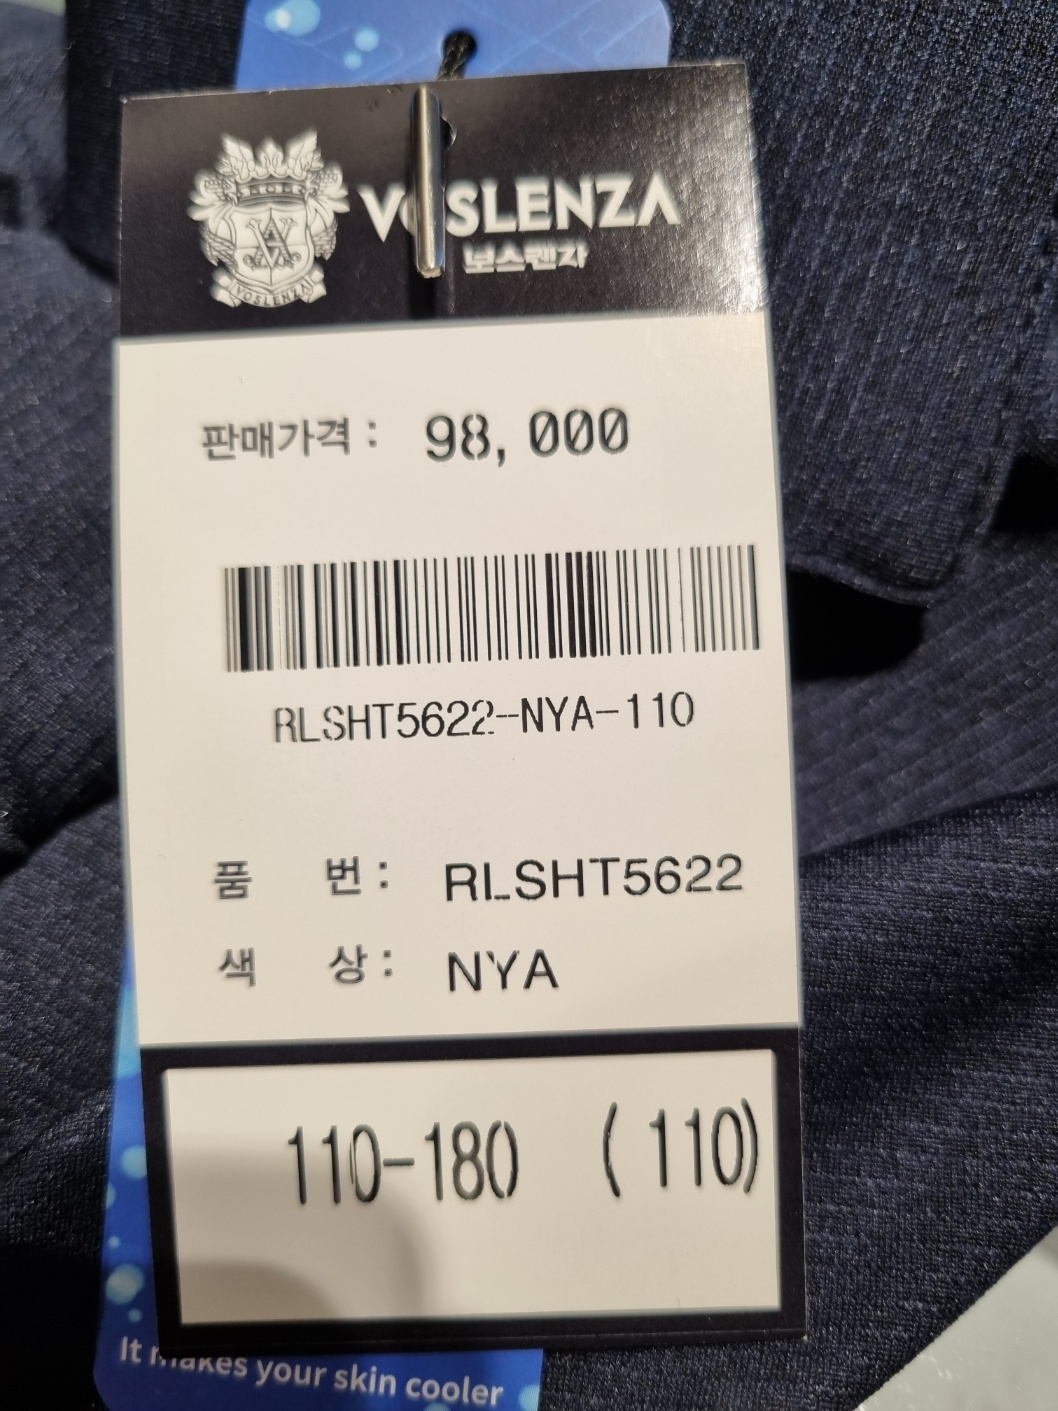 VOSLENZA
보스렌자
VOSLENZA
판매가격 : 98,000
RLSHT5622-NYA-110
품 번 : RLSHT5622
색 상 : NYA
110-180 (110)
It makes your skin cooler